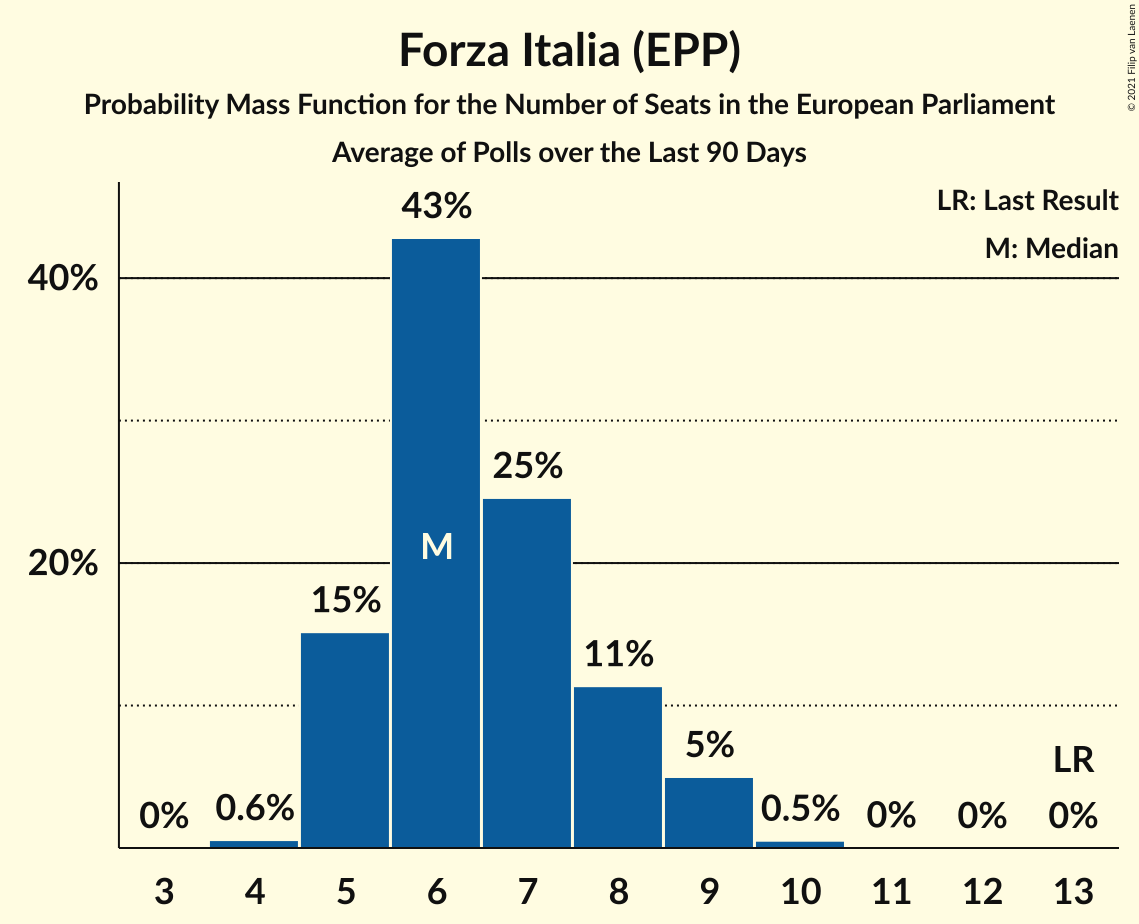 Forza Italia (EPP)
Probability Mass Function for the Number of Seats in the European Parliament
Average of Polls over the Last 90 Days
© 2021 Filip van Laenen
LR: Last Result
M: Median
43%
40%
25%
M
20%
15%
11%
5%
LR
0%
0.6%
0.5%
0%
0%
0%
3 4 5 6 7 8 9 10 11 12 13